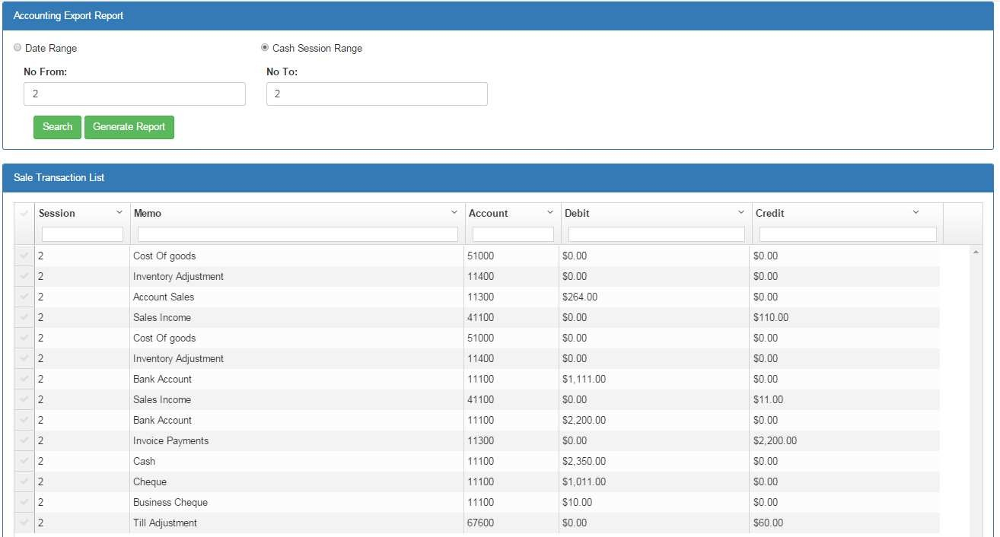 Accounting Export Report
Date Range Cash Session Range
No From: No To:
2 2
Search Generate Report
Sale Transaction List
Session Memo Account Debit Credit
2 Cost Of goods 51000 $0.00 $0.00
2 Inventory Adjustment 11400 $0.00 $0.00
2 Account Sales 11300 $264.00 $0.00
2 Sales Income 41100 $0.00 $110.00
2 Cost Of goods 51000 $0.00 $0.00
2 Inventory Adjustment 11400 $0.00 $0.00
2 Bank Account 11100 $1,111.00 $0.00
2 Sales Income 41100 $0.00 $11.00
2 Bank Account 11100 $2,200.00 $0.00
2 Invoice Payments 11300 $0.00 $2,200.00
2 Cash 11100 $2,350.00 $0.00
2 Cheque 11100 $1,011.00 $0.00
2 Business Cheque 11100 $10.00 $0.00
2 Till Adjustment 67600 $0.00 $60.00